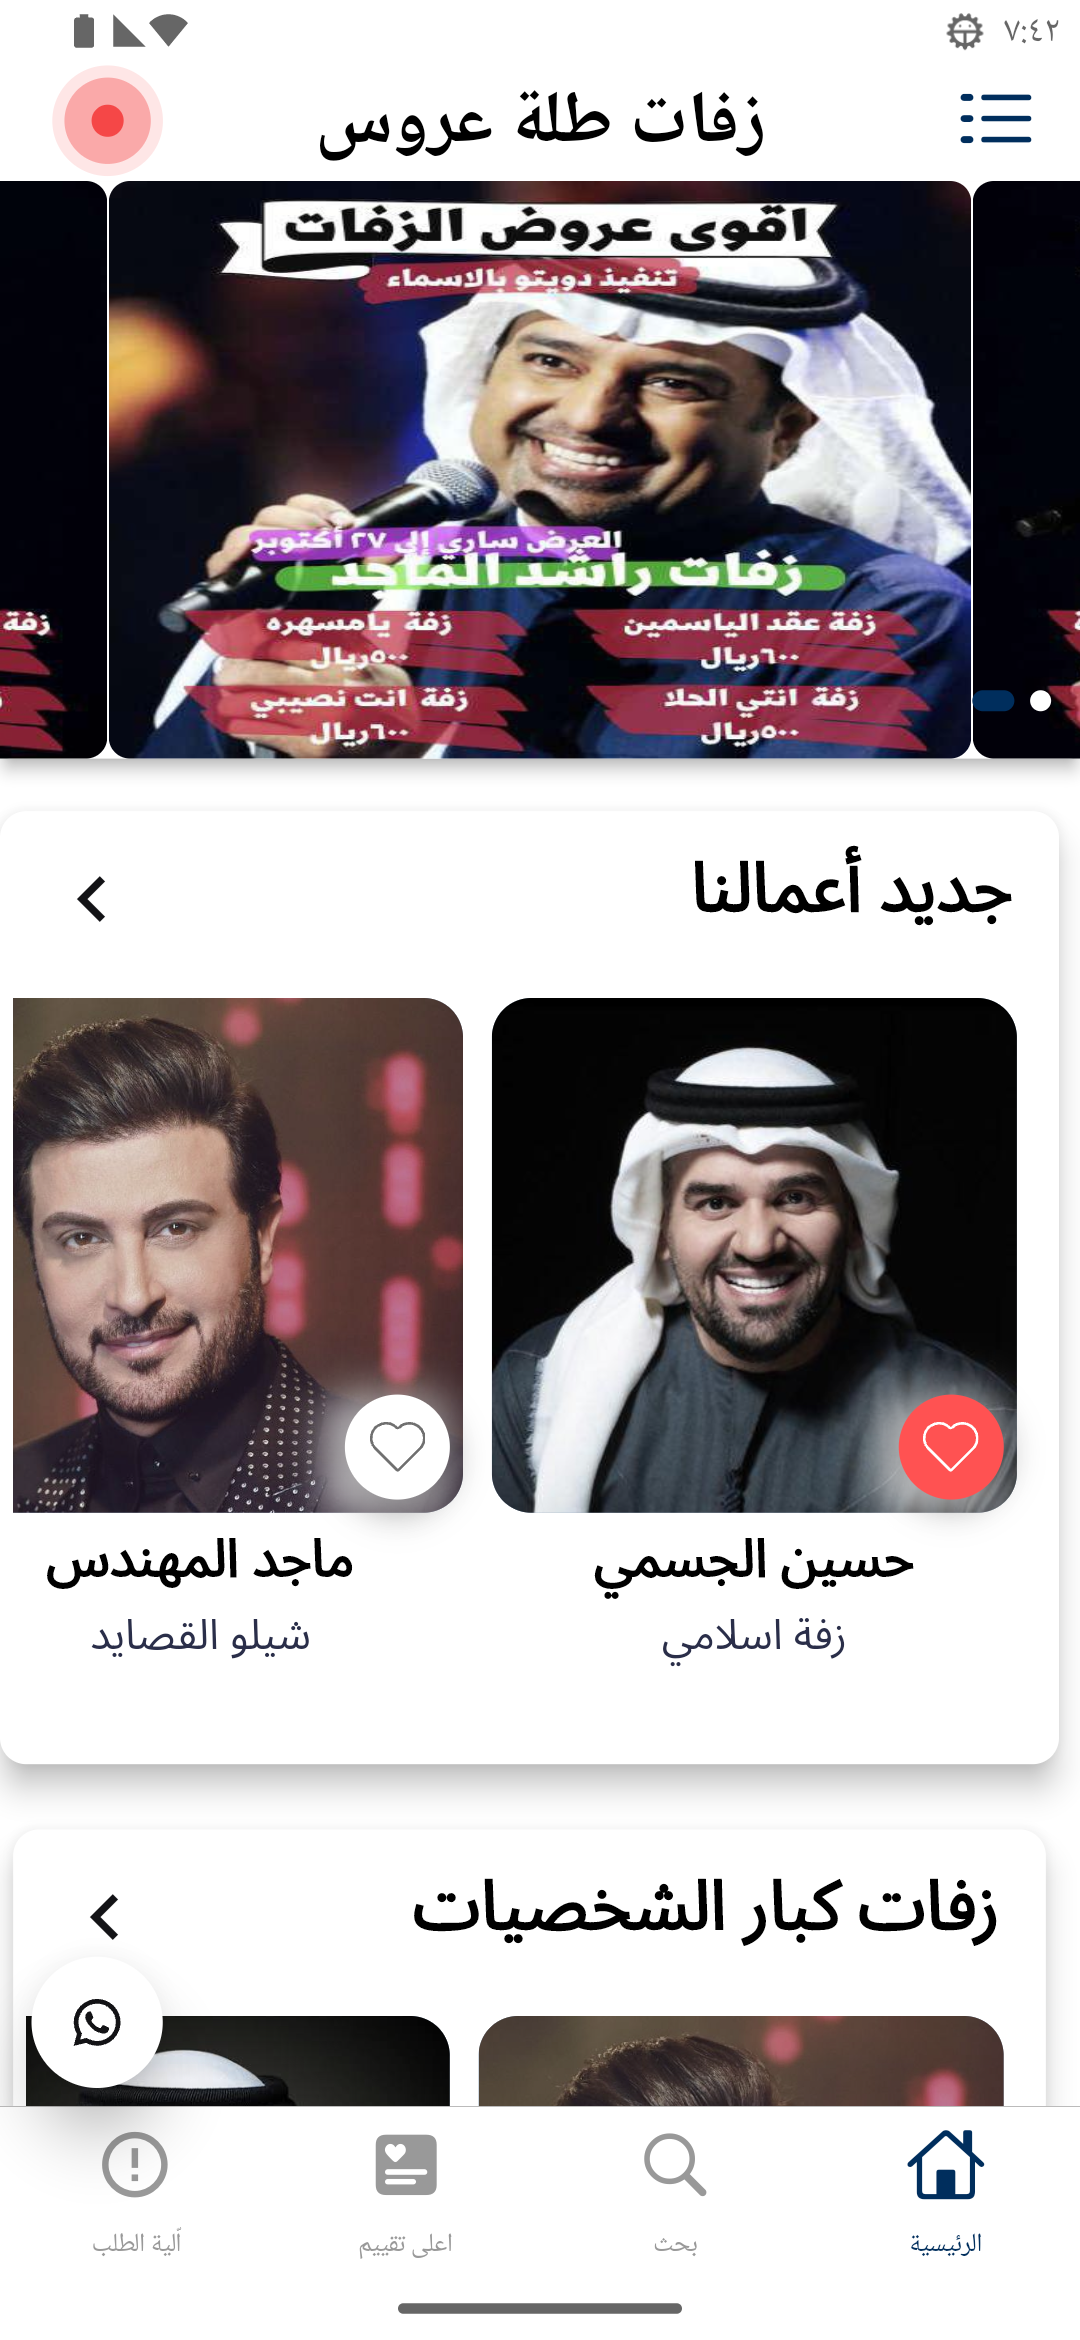 ٧:٤٢
زفات طلة عروس
اقوى عروض الزفات
تنفيذ دويتو بالاسماء
العرض ساري إلى ٢٧ أكتوبر
زفات راشد الماجد
زفة عقد الياسمين
٦٠٠ريال
زفة يامسهره
٥٠٠ريال
زفة انتي الحلا
٥٠٠ريال
زفة انت نصيبي
٦٠٠ريال
زفة
جديد أعمالنا
حسين الجسمي
زفة اسلامي
ماجد المهندس
شيلو القصايد
زفات كبار الشخصيات
الرئيسية
بحث
اعلى تقييم
آلية الطلب